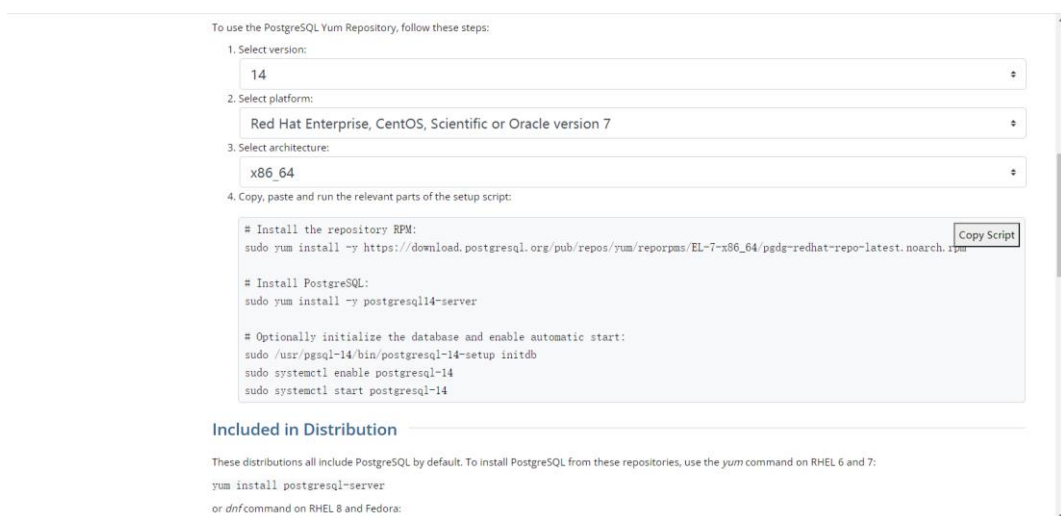 To use the PostgreSQL Yum Repository, follow these steps:
1. Select version:
14
2. Select platform:
Red Hat Enterprise, CentOS, Scientific or Oracle version 7
3. Select architecture:
x86_64
4. Copy, paste and run the relevant parts of the setup script:
Copy Script
# Install the repository RPM:
sudo yum install -y https://download.postgresql.org/pub/repos/yum/reporpms/EL-7-x86_64/pgdg-redhat-repo-latest.noarch.rpm
# Install PostgreSQL:
sudo yum install -y postgresql14-server
# Optionally initialize the database and enable automatic start:
sudo /usr/pgsql-14/bin/postgresql-14-setup initdb
sudo systemctl enable postgresql-14
sudo systemctl start postgresql-14
Included in Distribution
These distributions all include PostgreSQL by default. To install PostgreSQL from these repositories, use the yum command on RHEL 6 and 7:
yum install postgresql-server
or dnf command on RHEL 8 and Fedora: